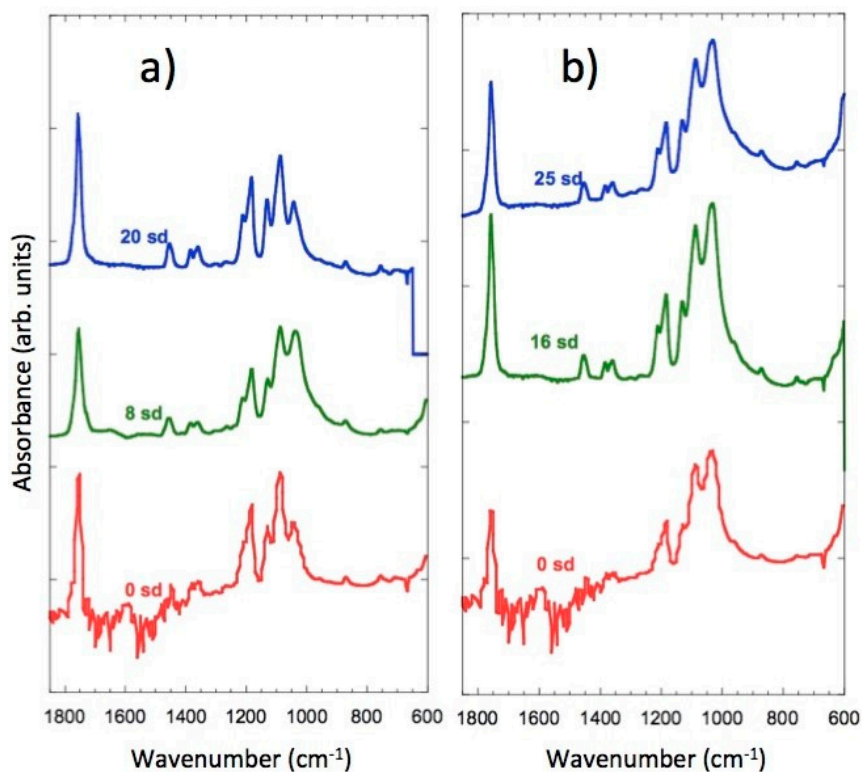 a)
b)
20 sd
25 sd
8 sd
16 sd
0 sd
0 sd
Absorbance (arb. units)
1800 1600 1400 1200 1000 800 600
1800 1600 1400 1200 1000 800 600
Wavenumber (cm⁻¹)
Wavenumber (cm⁻¹)